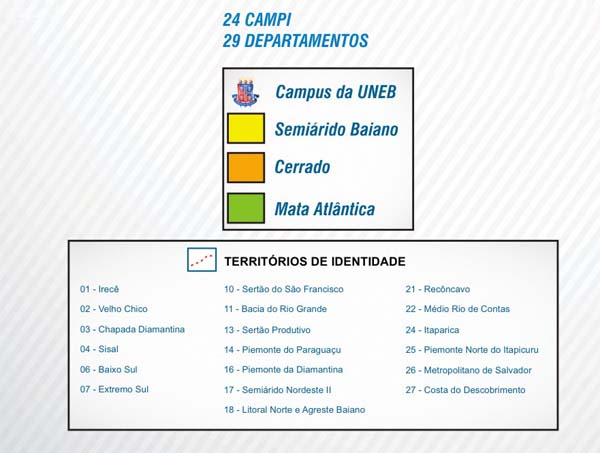 24 CAMPI
29 DEPARTAMENTOS
Campus da UNEB
Semiárido Baiano
Cerrado
Mata Atlântica
TERRITÓRIOS DE IDENTIDADE
01 - Irecê
02 - Velho Chico
03 - Chapada Diamantina
04 - Sisal
06 - Baixo Sul
07 - Extremo Sul
10 - Sertão do São Francisco
11 - Bacia do Rio Grande
13 - Sertão Produtivo
14 - Piemonte do Paraguaçu
16 - Piemonte da Diamantina
17 - Semiárido Nordeste II
18 - Litoral Norte e Agreste Baiano
21 - Recôncavo
22 - Médio Rio de Contas
24 - Itaparica
25 - Piemonte Norte do Itapicuru
26 - Metropolitano de Salvador
27 - Costa do Descobrimento